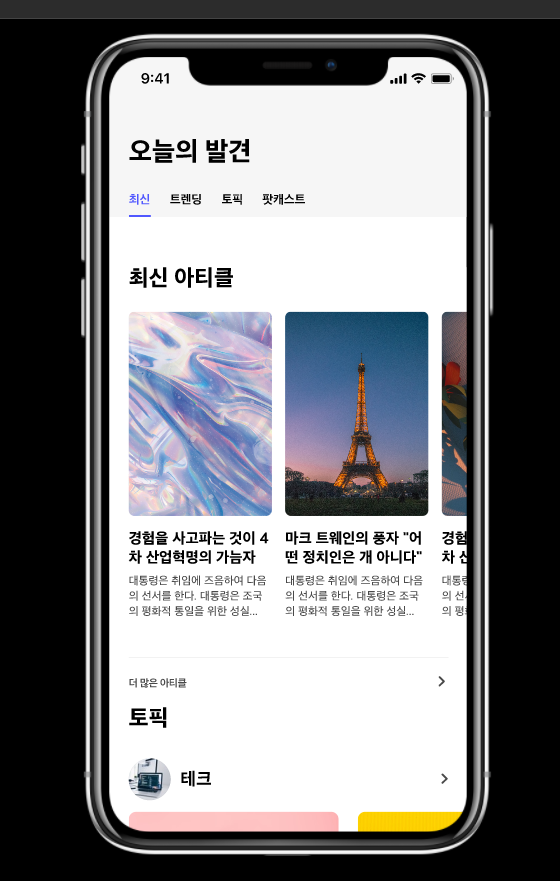 9:41
오늘의 발견
최신 트렌딩 토픽 팟캐스트
최신 아티클
경험을 사고파는 것이 4
차 산업혁명의 가늠자
대통령은 취임에 즈음하여 다음
의 선서를 한다. 대통령은 조국
의 평화적 통일을 위한 성실...
마크 트웨인의 풍자 "어
떤 정치인은 개 아니다"
대통령은 취임에 즈음하여 다음
의 선서를 한다. 대통령은 조국
의 평화적 통일을 위한 성실...
경험
차 산
대통령
의 선
의 평
더 많은 아티클
토픽
테크